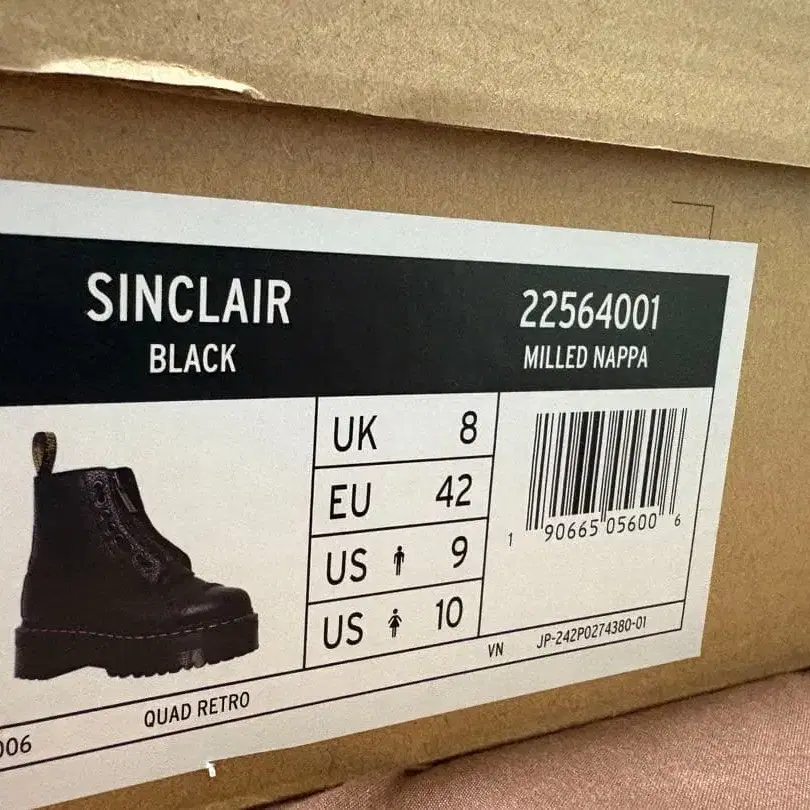 SINCLAIR
BLACK
22564001
MILLED NAPPA
UK 8
EU 42
US 9
US 10
1 90665 05600 6
VN JP-242P0274380-01
QUAD RETRO
006